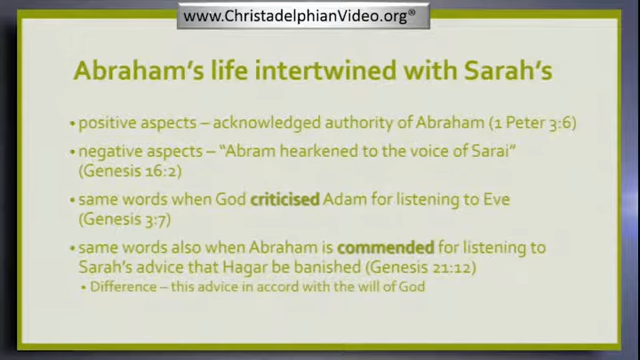 www.ChristadelphianVideo.org®
Abraham's life intertwined with Sarah's
• positive aspects – acknowledged authority of Abraham (1 Peter 3:6)
• negative aspects – "Abram hearkened to the voice of Sarai"
(Genesis 16:2)
• same words when God criticised Adam for listening to Eve
(Genesis 3:7)
• same words also when Abraham is commended for listening to
Sarah's advice that Hagar be banished (Genesis 21:12)
• Difference – this advice in accord with the will of God